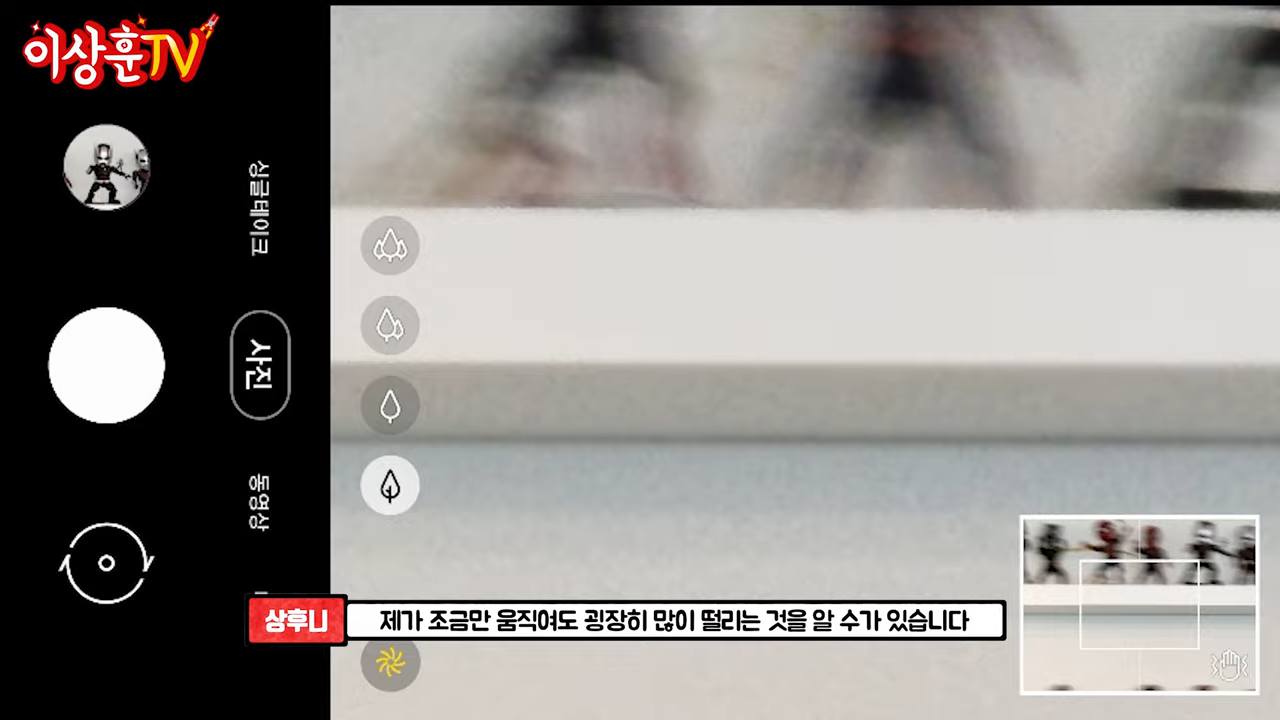 이상훈TV
싱글테이크
사진
동영상
상후니
제가 조금만 움직여도 굉장히 많이 떨리는 것을 알 수가 있습니다